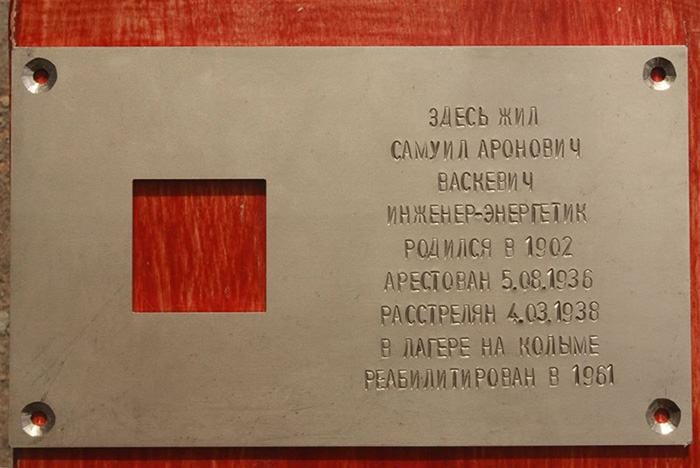 ЗДЕСЬ ЖИЛ
САМУИЛ АРОНОВИЧ
ВАСКЕВИЧ
ИНЖЕНЕР-ЭНЕРГЕТИК
РОДИЛСЯ В 1902
АРЕСТОВАН 5.08.1936
РАССТРЕЛЯН 4.03.1938
В ЛАГЕРЕ НА КОЛЫМЕ
РЕАБИЛИТИРОВАН В 1961